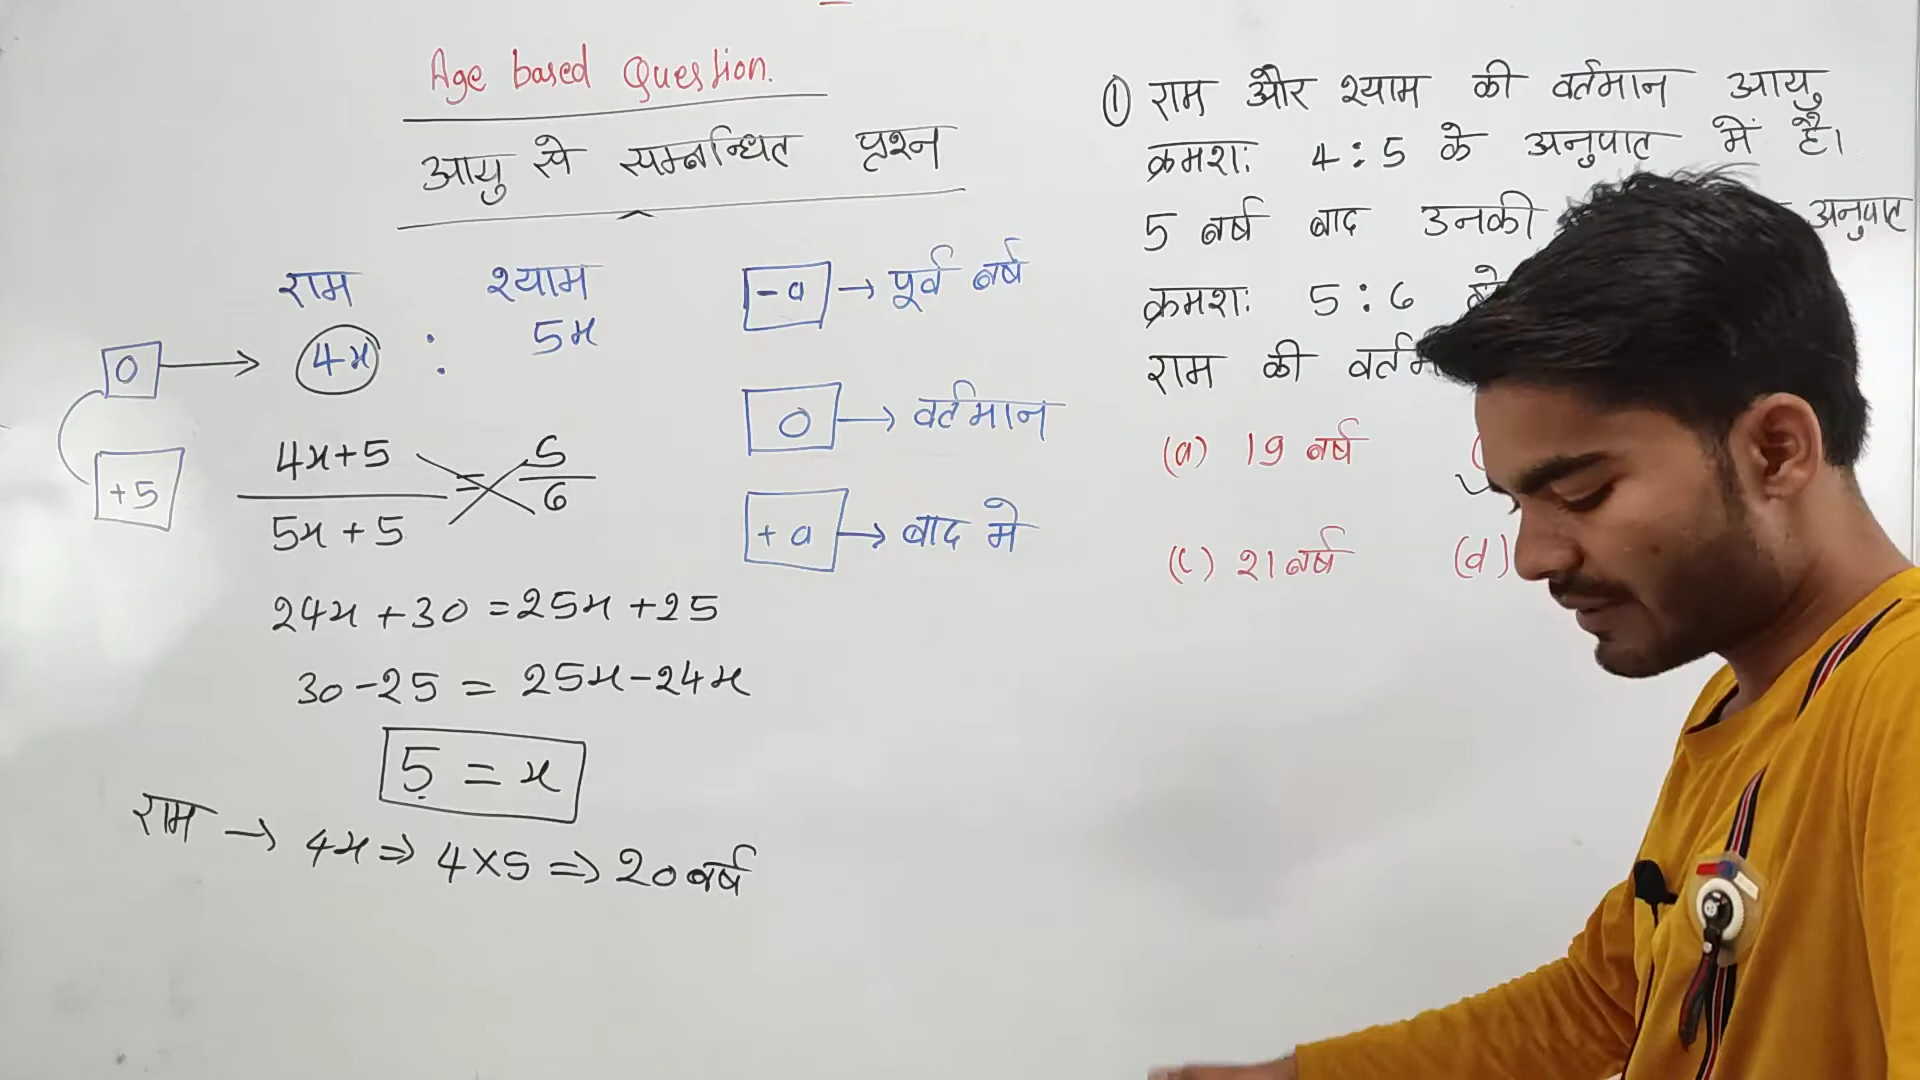 Age based Question.
आयु से सम्बन्धित प्रश्न
राम श्याम
0 → 4x : 5x
+5
4x+5 = 5
5x+5 6
24x+30=25x+25
30-25 = 25x-24x
5 = x
राम → 4x ⇒ 4×5 ⇒ 20 वर्ष
-a → पूर्व वर्ष
0 → वर्तमान
+a → बाद मे
① राम और श्याम की वर्तमान आयु
क्रमशः 4:5 के अनुपात में है।
5 वर्ष बाद उनकी अनुपात
क्रमशः 5:6
राम की
(a) 19 वर्ष
(c) 21 वर्ष (d)